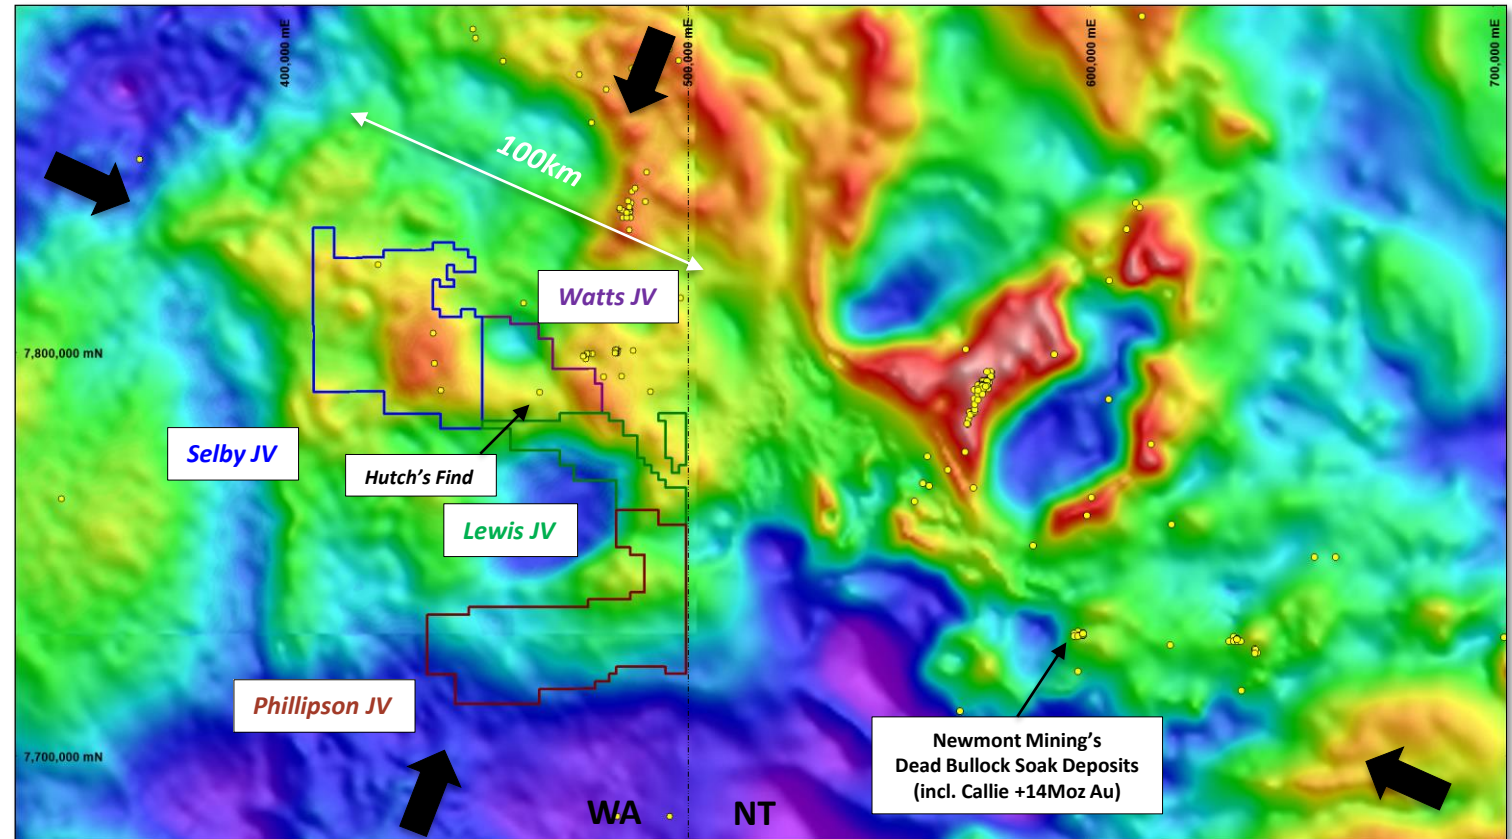 400,000 mE
500,000 mE
600,000 mE
700,000 mE
100km
Watts JV
7,800,000 mN
Selby JV
Hutch's Find
Lewis JV
Phillipson JV
Newmont Mining's
Dead Bullock Soak Deposits
(incl. Callie +14Moz Au)
7,700,000 mN
WA
NT